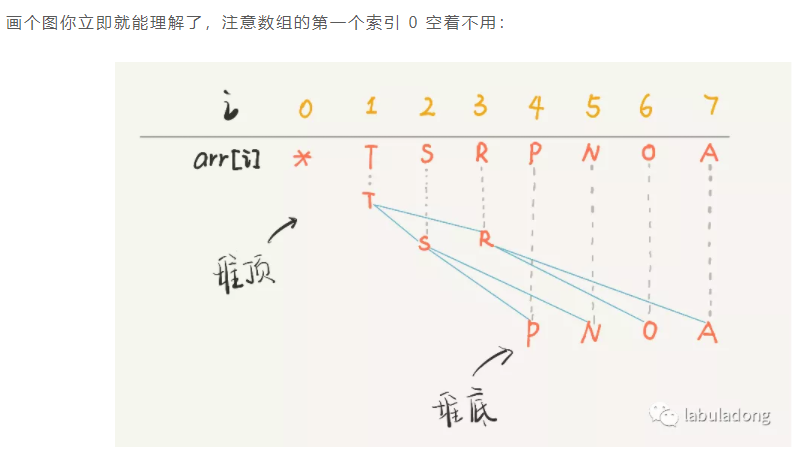 画个图你立即就能理解了，注意数组的第一个索引 0 空着不用：
i 0 1 2 3 4 5 6 7
arr[i] * T S R P N O A
T
S R
堆顶
P N O A
堆底
labuladong